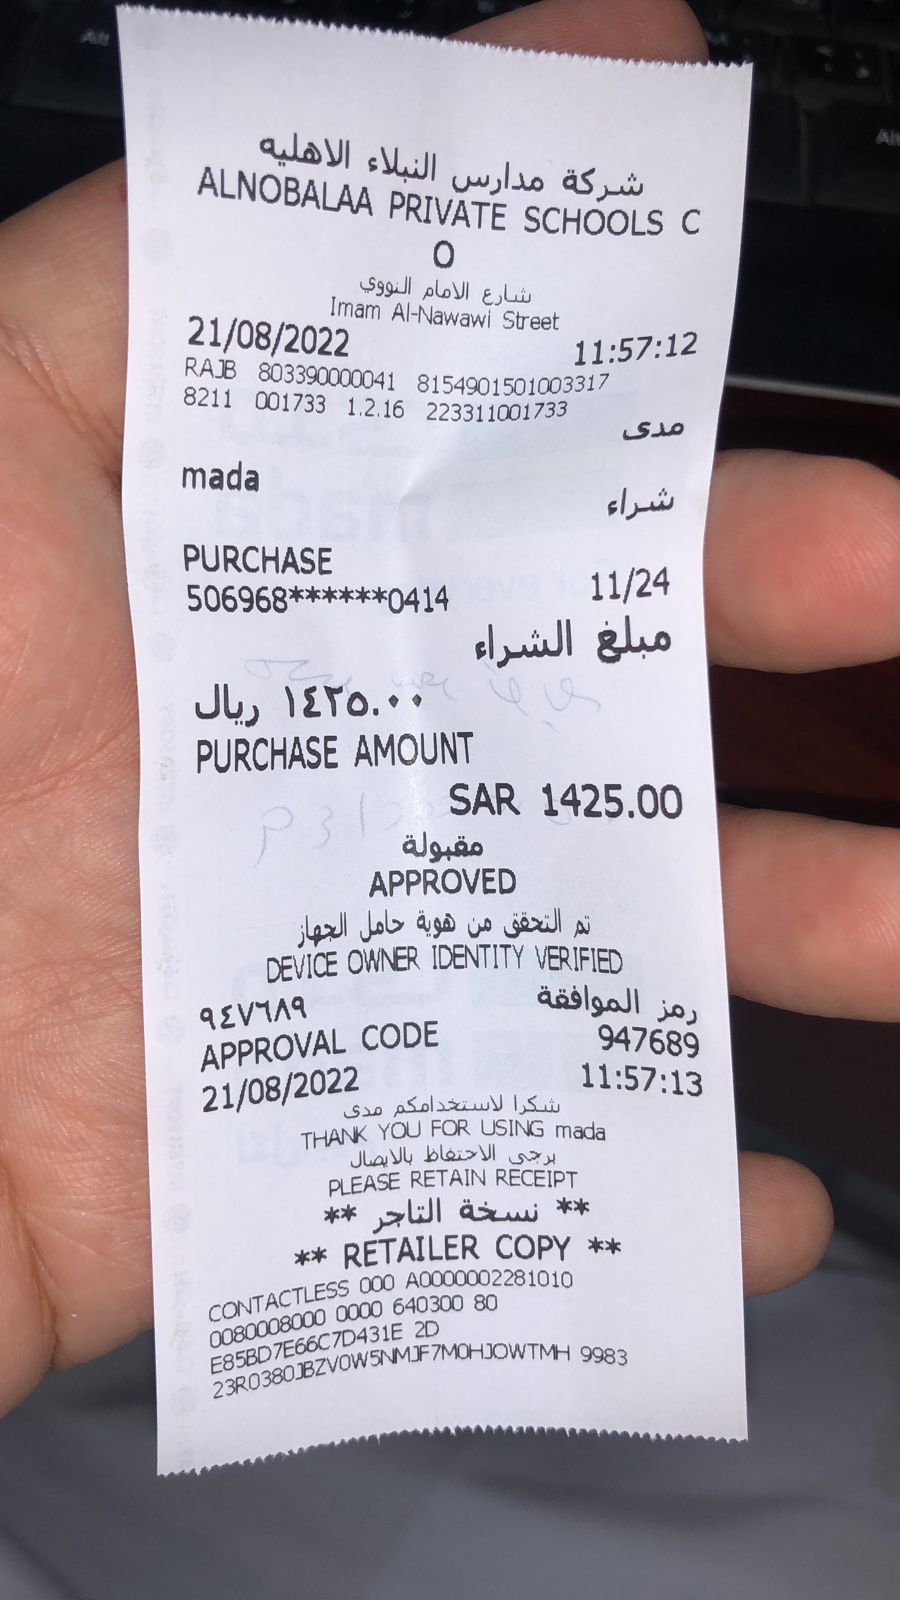 شركة مدارس النبلاء الاهليه
ALNOBALAA PRIVATE SCHOOLS C
O
شارع الامام النووي
Imam Al-Nawawi Street
21/08/2022 11:57:12
RAJB 803390000041 8154901501003317
8211 001733 1.2.16 223311001733
مدى
mada
شراء
PURCHASE
506968******0414 11/24
مبلغ الشراء
١٤٢٥.٠٠ ريال
PURCHASE AMOUNT
SAR 1425.00
مقبولة
APPROVED
تم التحقق من هوية حامل الجهاز
DEVICE OWNER IDENTITY VERIFIED
رمز الموافقة ٩٤٧٦٨٩
APPROVAL CODE 947689
21/08/2022 11:57:13
شكرا لاستخدامكم مدى
THANK YOU FOR USING mada
يرجى الاحتفاظ بالايصال
PLEASE RETAIN RECEIPT
** نسخة التاجر **
** RETAILER COPY **
CONTACTLESS 000 A0000002281010
0080008000 0000 640300 80
E85BD7E66C7D431E 2D
23R0380JBZV0W5NMJF7M0HJOWTMH 9983